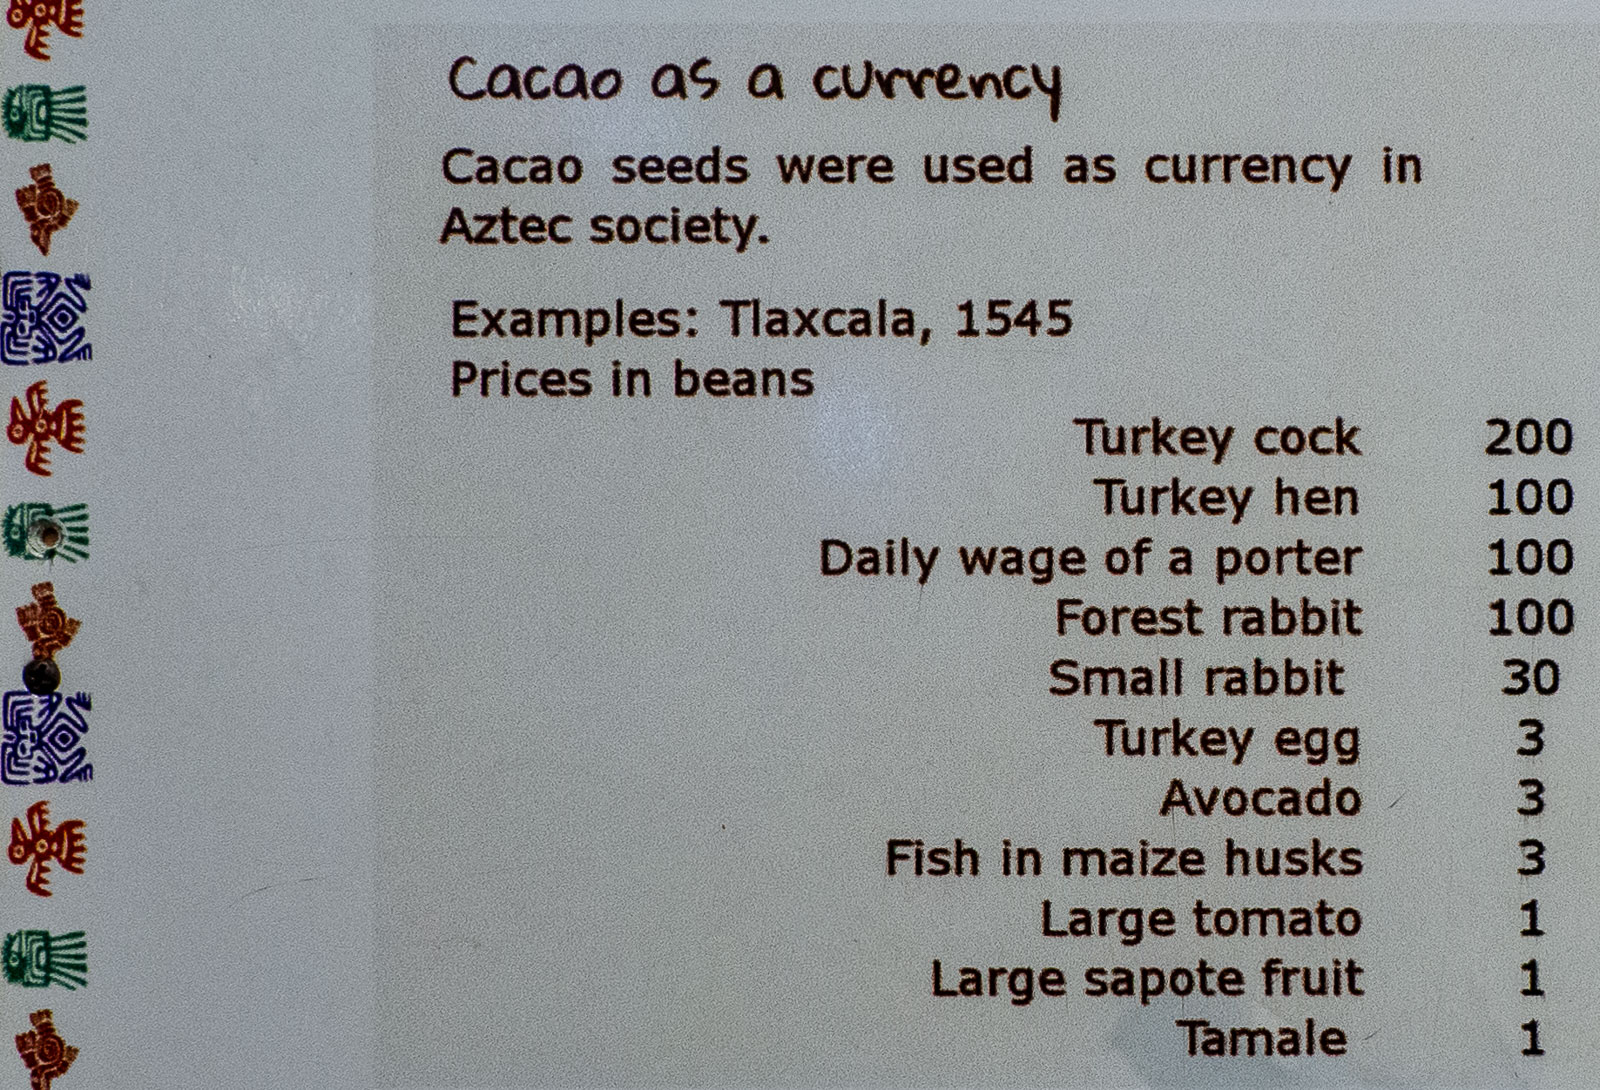 Cacao as a currency
Cacao seeds were used as currency in
Aztec society.
Examples: Tlaxcala, 1545
Prices in beans
Turkey cock 200
Turkey hen 100
Daily wage of a porter 100
Forest rabbit 100
Small rabbit 30
Turkey egg 3
Avocado 3
Fish in maize husks 3
Large tomato 1
Large sapote fruit 1
Tamale 1